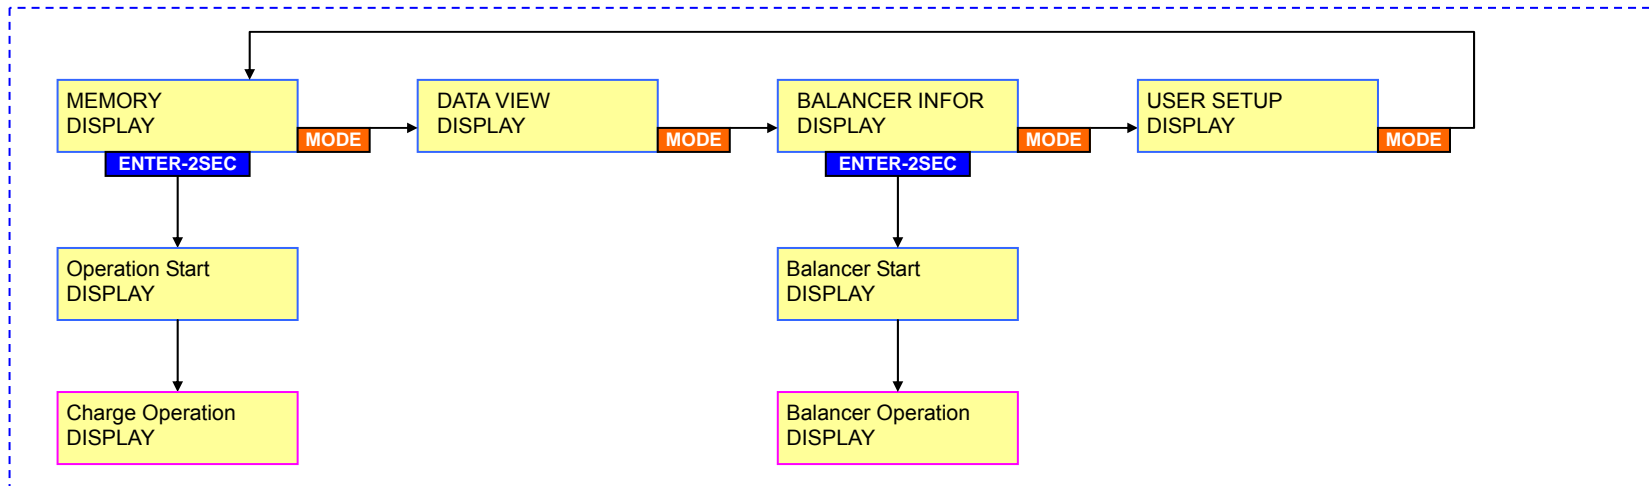 MEMORY
DISPLAY
MODE
ENTER-2SEC
DATA VIEW
DISPLAY
MODE
BALANCER INFOR
DISPLAY
MODE
ENTER-2SEC
USER SETUP
DISPLAY
MODE
Operation Start
DISPLAY
Balancer Start
DISPLAY
Charge Operation
DISPLAY
Balancer Operation
DISPLAY